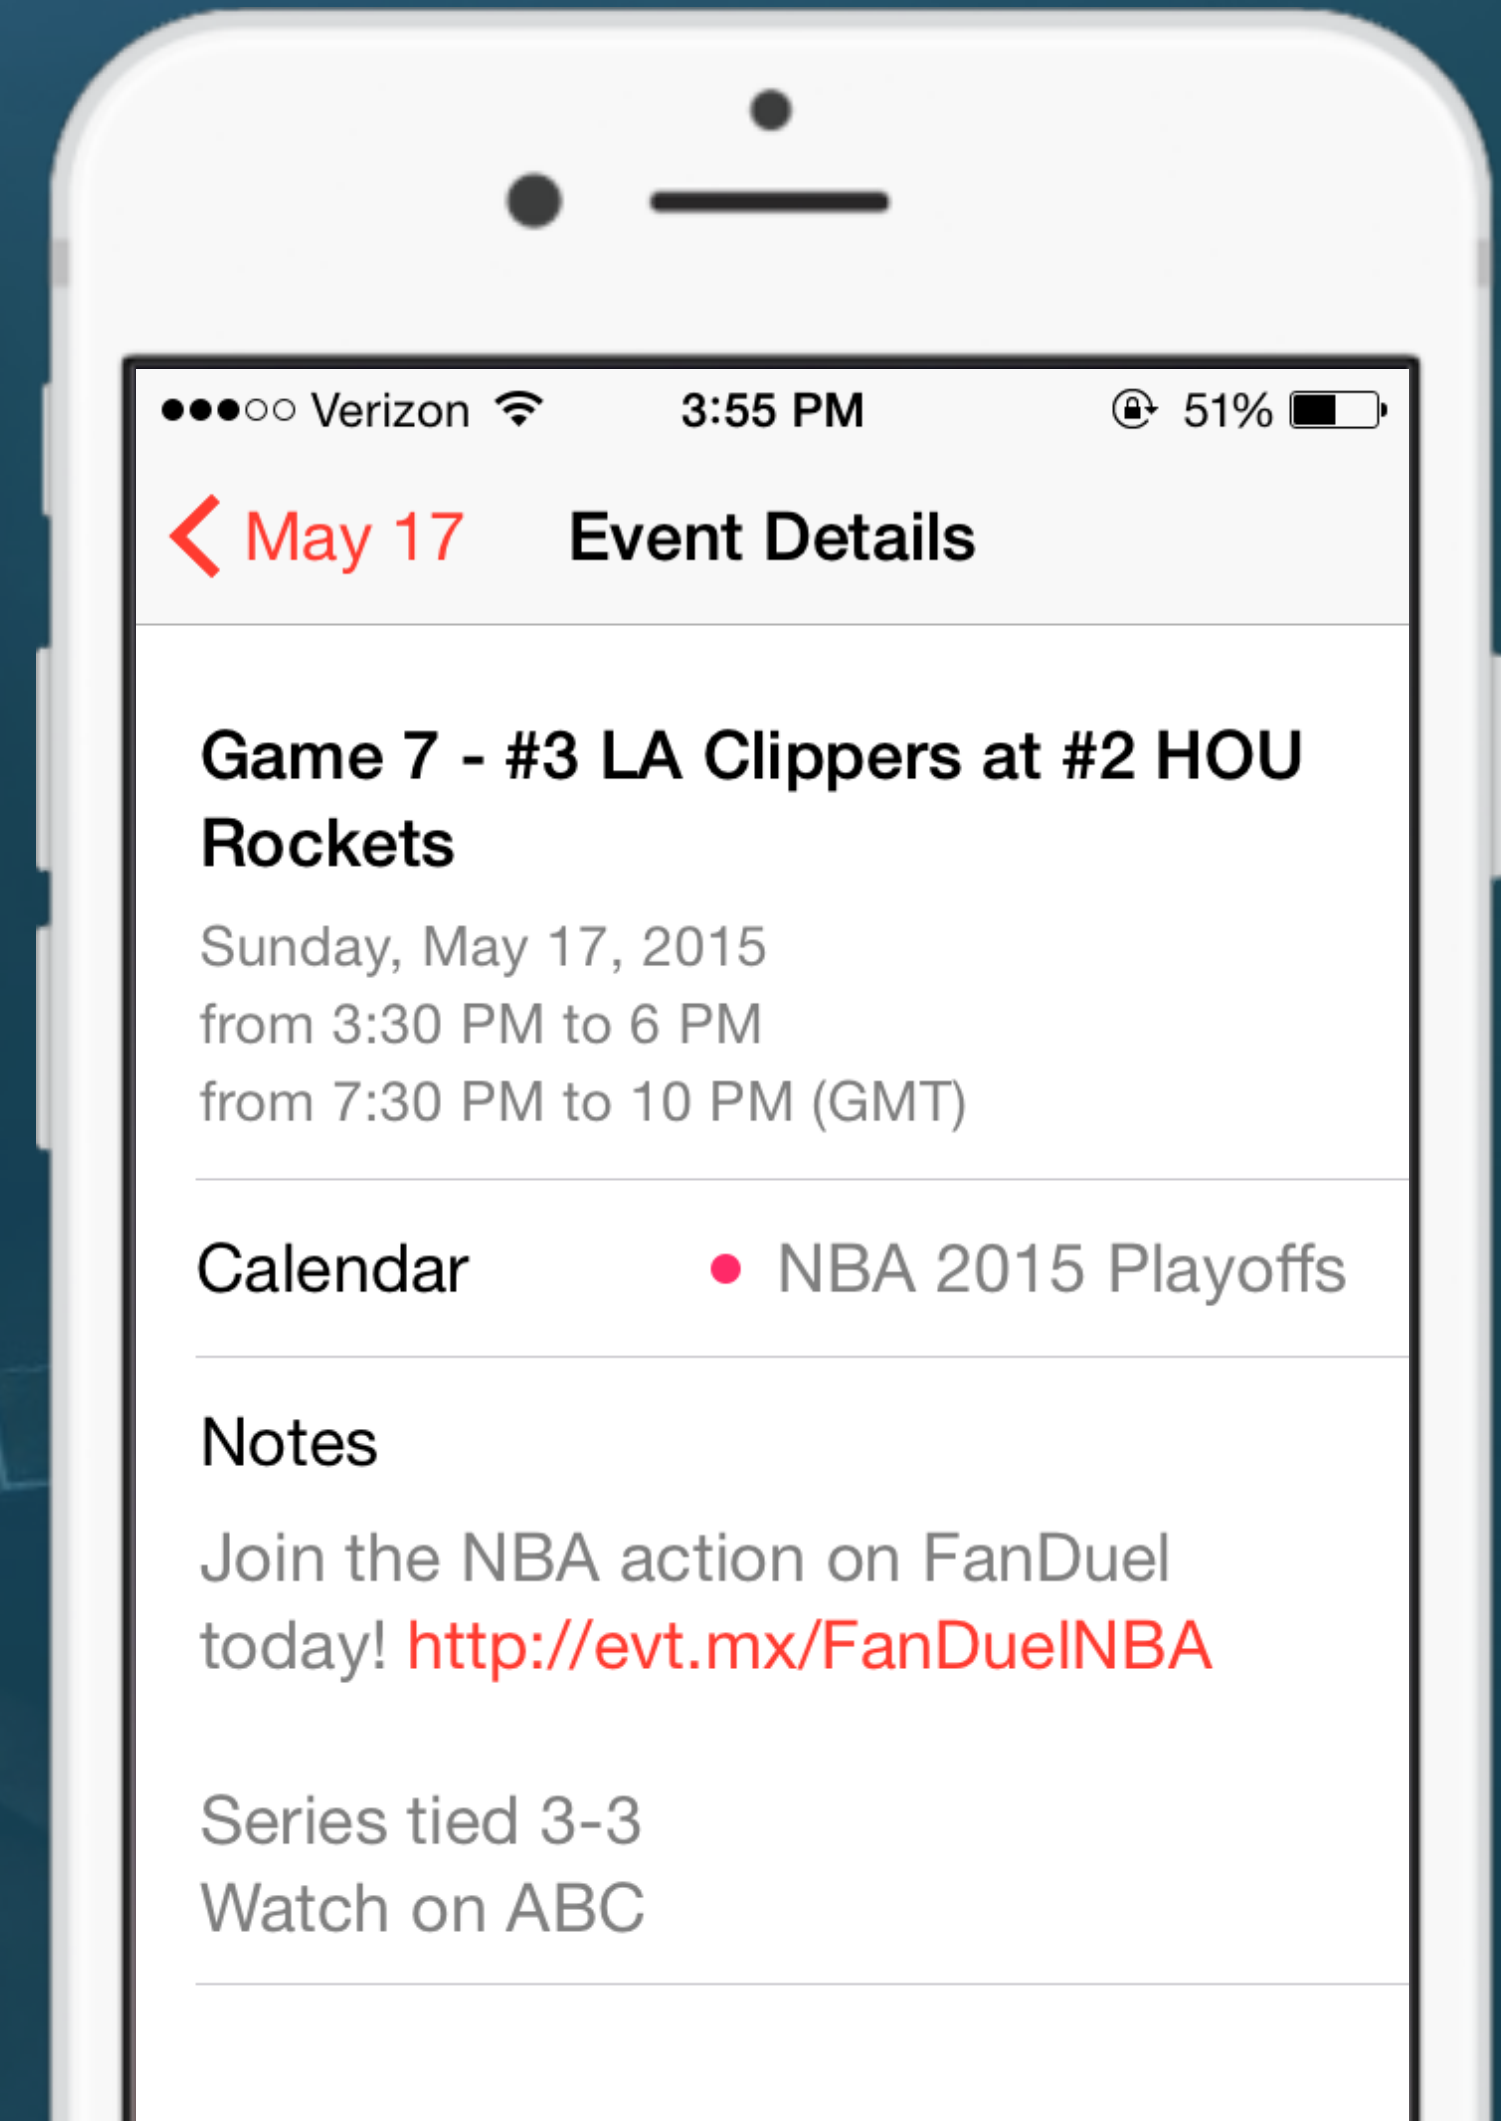 Verizon 3:55 PM 51%
May 17 Event Details
Game 7 - #3 LA Clippers at #2 HOU
Rockets
Sunday, May 17, 2015
from 3:30 PM to 6 PM
from 7:30 PM to 10 PM (GMT)
Calendar NBA 2015 Playoffs
Notes
Join the NBA action on FanDuel
today! http://evt.mx/FanDuelNBA
Series tied 3-3
Watch on ABC